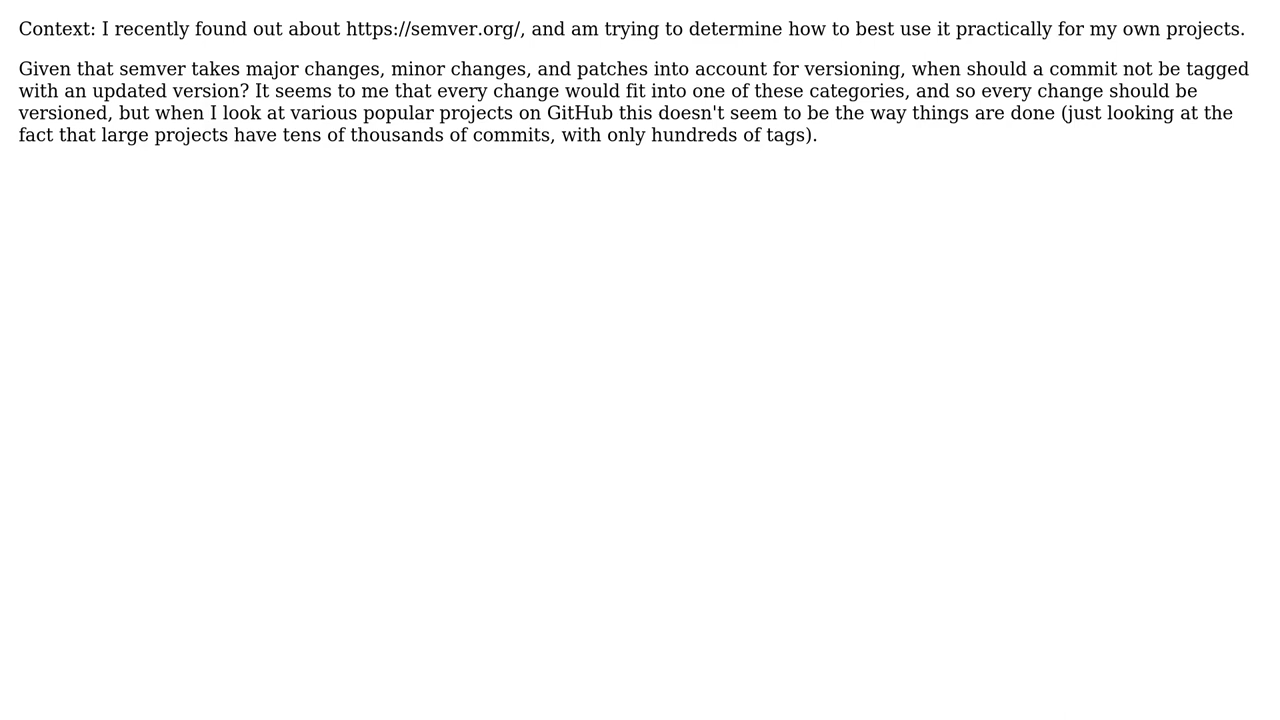 Context: I recently found out about https://semver.org/, and am trying to determine how to best use it practically for my own projects.
Given that semver takes major changes, minor changes, and patches into account for versioning, when should a commit not be tagged
with an updated version? It seems to me that every change would fit into one of these categories, and so every change should be
versioned, but when I look at various popular projects on GitHub this doesn't seem to be the way things are done (just looking at the
fact that large projects have tens of thousands of commits, with only hundreds of tags).